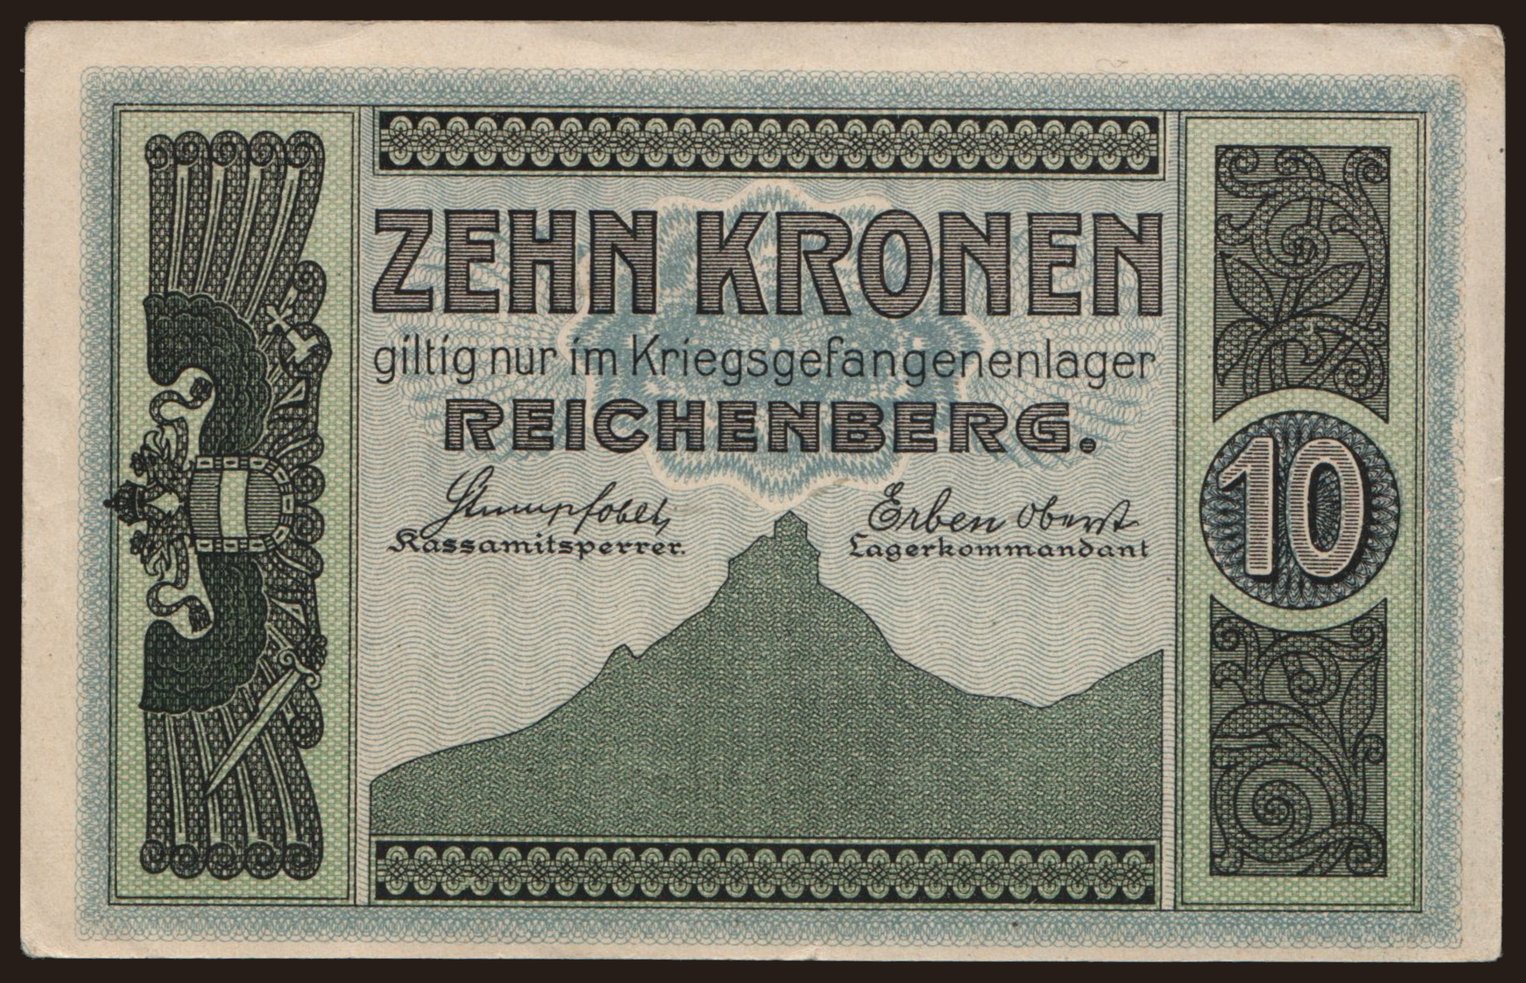 ZEHN KRONEN
giltig nur im Kriegsgefangenenlager
REICHENBERG.
Erben Oberst
Kassamitsperrer.
Lagerkommandant
10